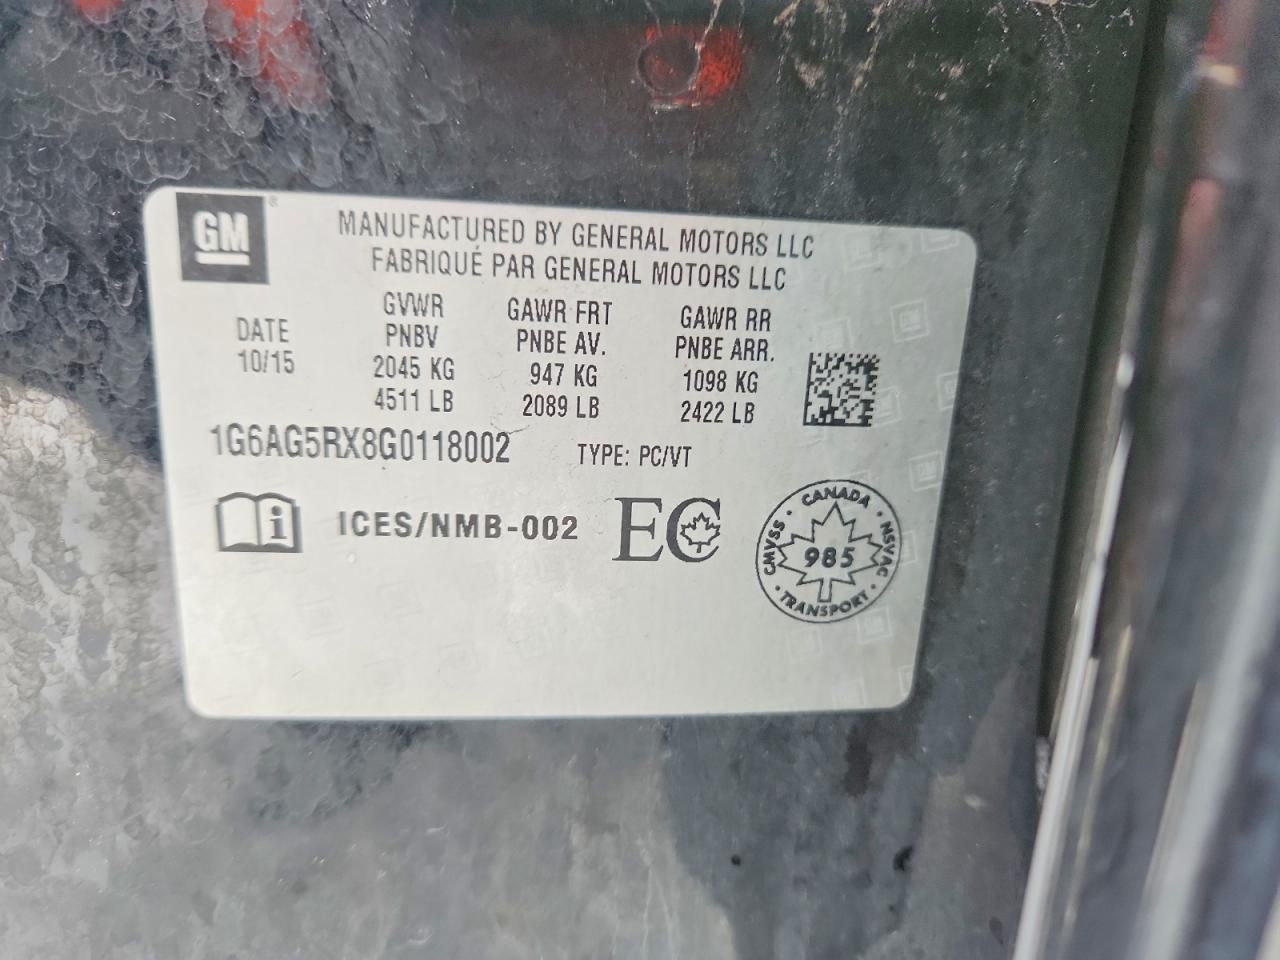 GM
®
MANUFACTURED BY GENERAL MOTORS LLC
FABRIQUÉ PAR GENERAL MOTORS LLC
DATE
10/15
GVWR
PNBV
2045 KG
4511 LB
GAWR FRT
PNBE AV.
947 KG
2089 LB
GAWR RR
PNBE ARR.
1098 KG
2422 LB
1G6AG5RX8G0118002
TYPE: PC/VT
i
ICES/NMB-002
EC
CANADA
CMVSS
985
NSVAC
TRANSPORT